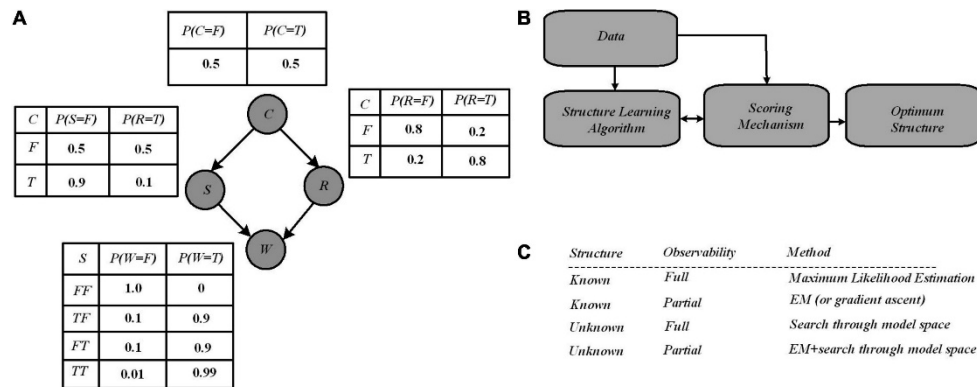 A
P(C=F) P(C=T)
0.5 0.5
C P(S=F) P(R=T)
F 0.5 0.5
T 0.9 0.1
C P(R=F) P(R=T)
F 0.8 0.2
T 0.2 0.8
C
S
R
W
S P(W=F) P(W=T)
FF 1.0 0
TF 0.1 0.9
FT 0.1 0.9
TT 0.01 0.99
B
Data
Structure Learning
Algorithm
Scoring
Mechanism
Optimum
Structure
C
Structure Observability Method
Known Full Maximum Likelihood Estimation
Known Partial EM (or gradient ascent)
Unknown Full Search through model space
Unknown Partial EM+search through model space